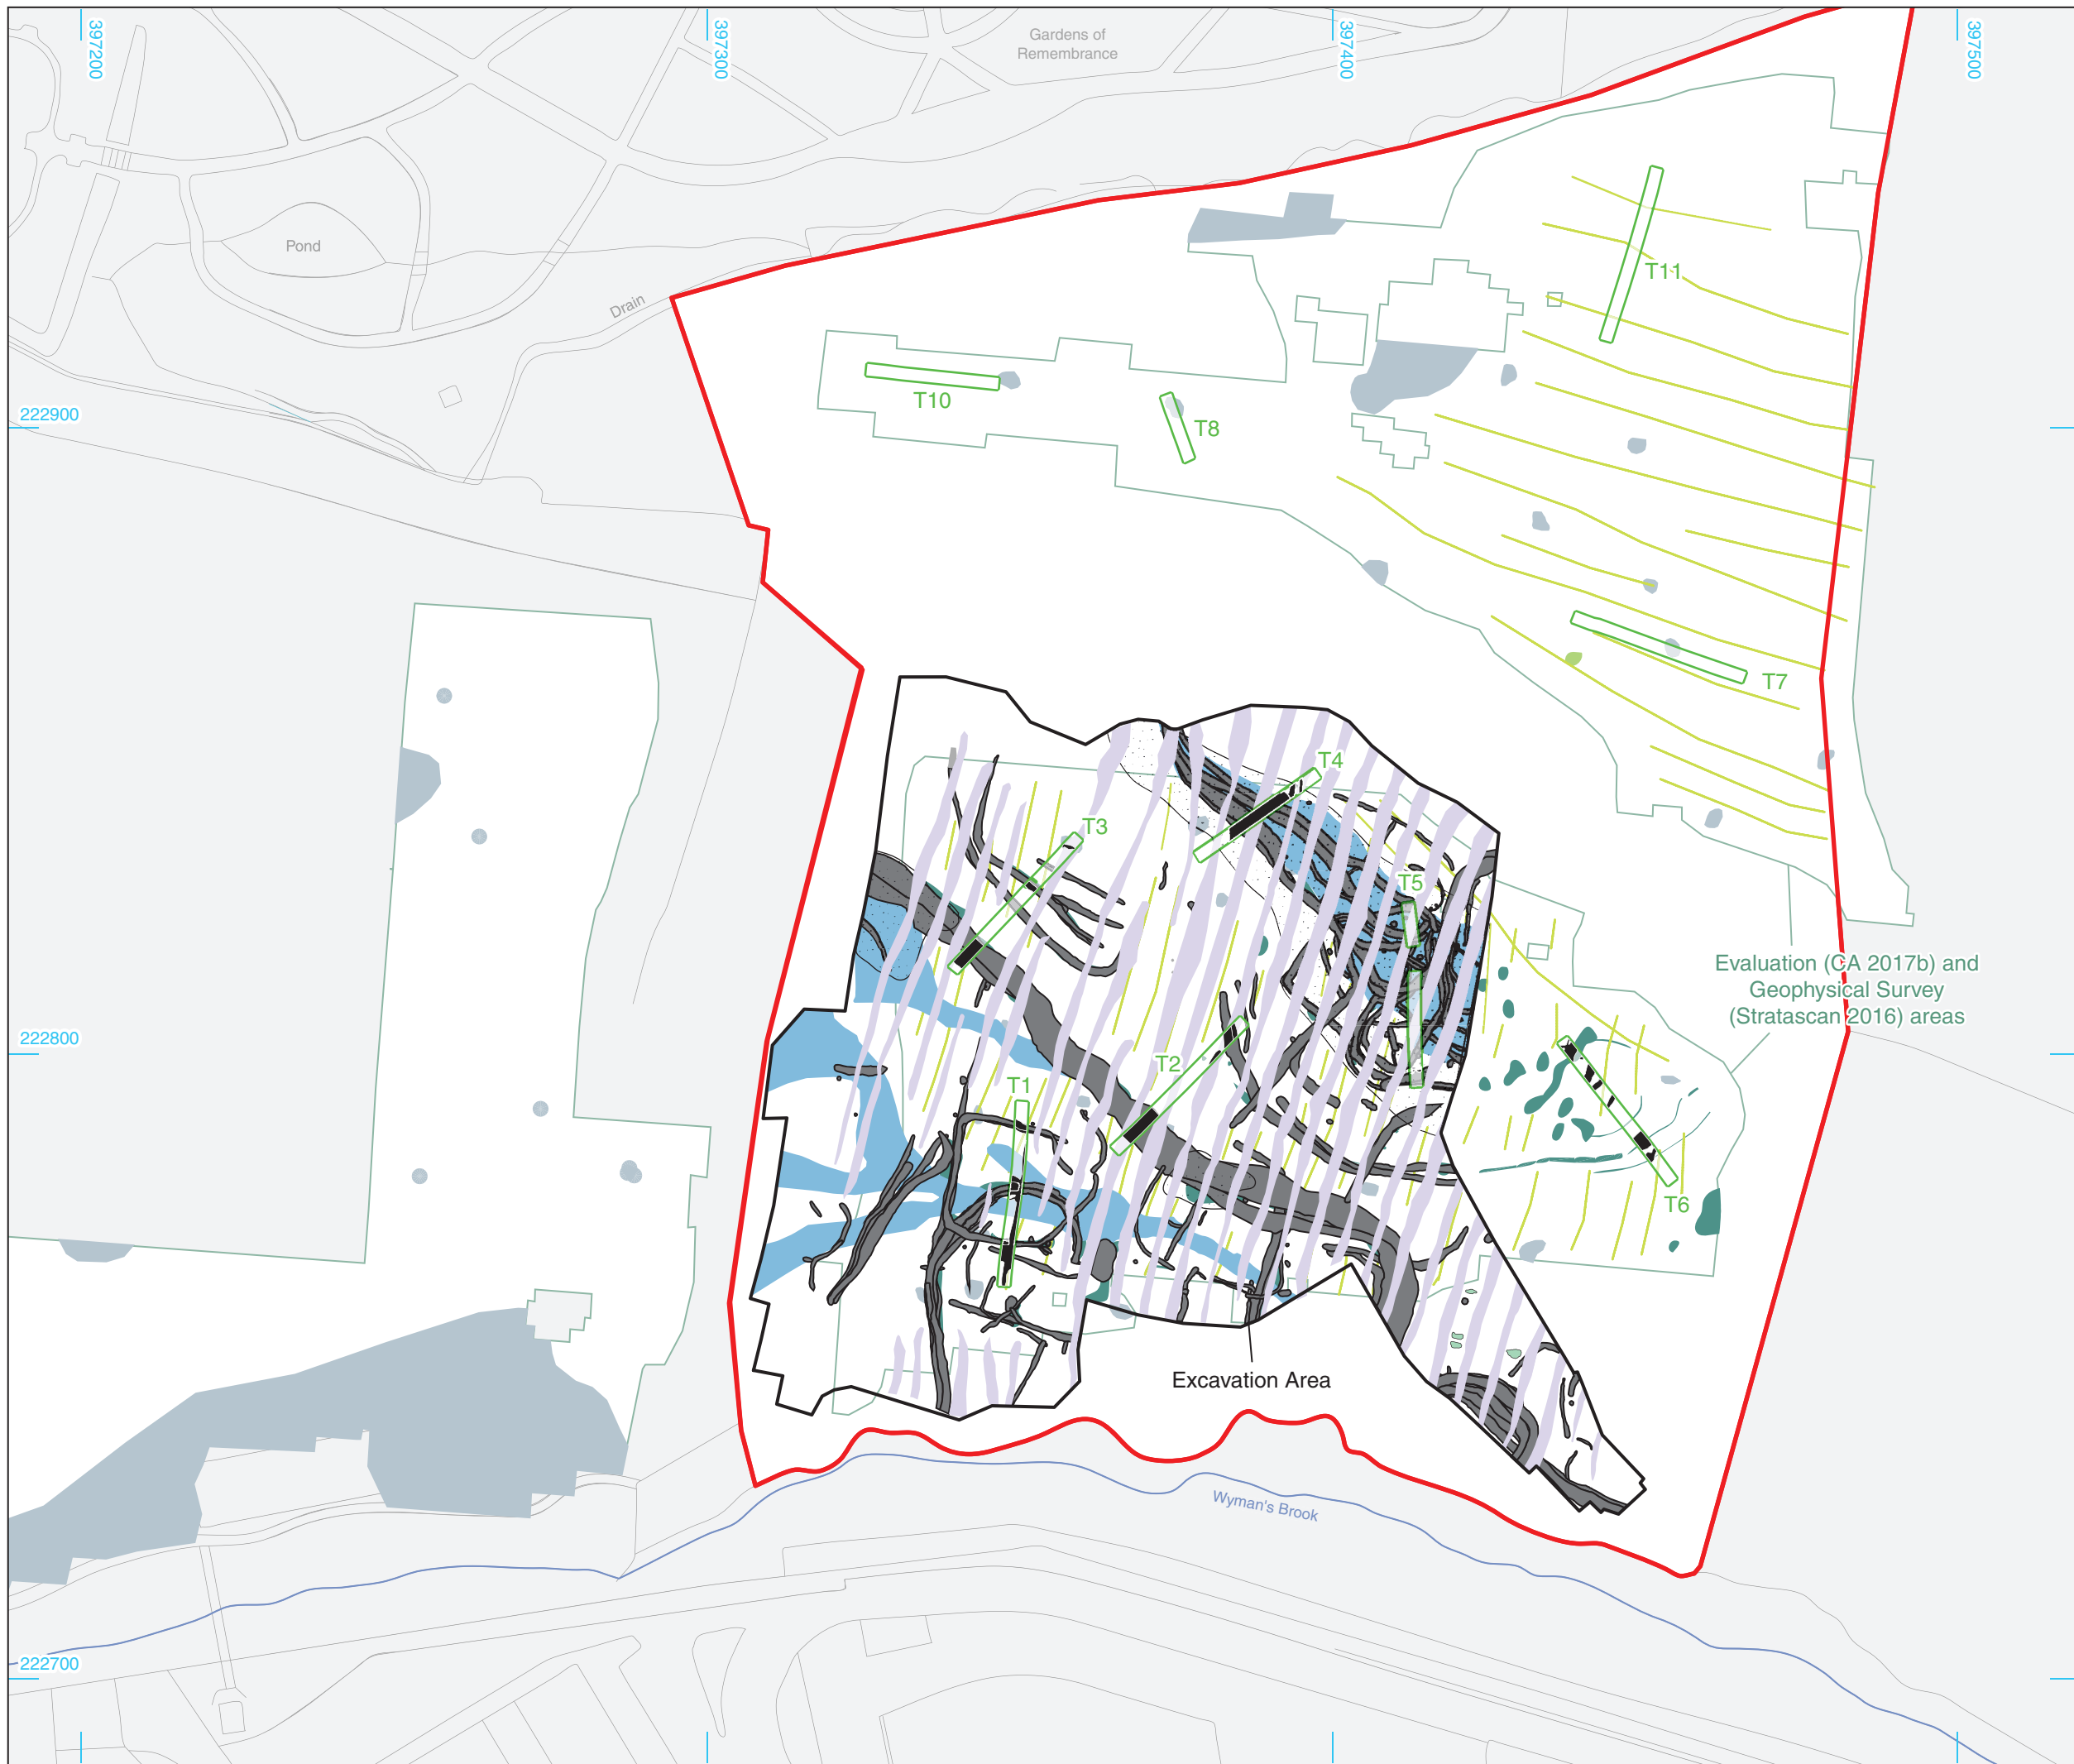 397200
397300
397400
397500
Gardens of
Remembrance
Pond
Drain
T11
T10
T8
222900
T7
T4
T3
T5
Evaluation (CA 2017b) and
Geophysical Survey
(Stratascan 2016) areas
222800
T2
T1
T6
Excavation Area
Wyman's Brook
222700